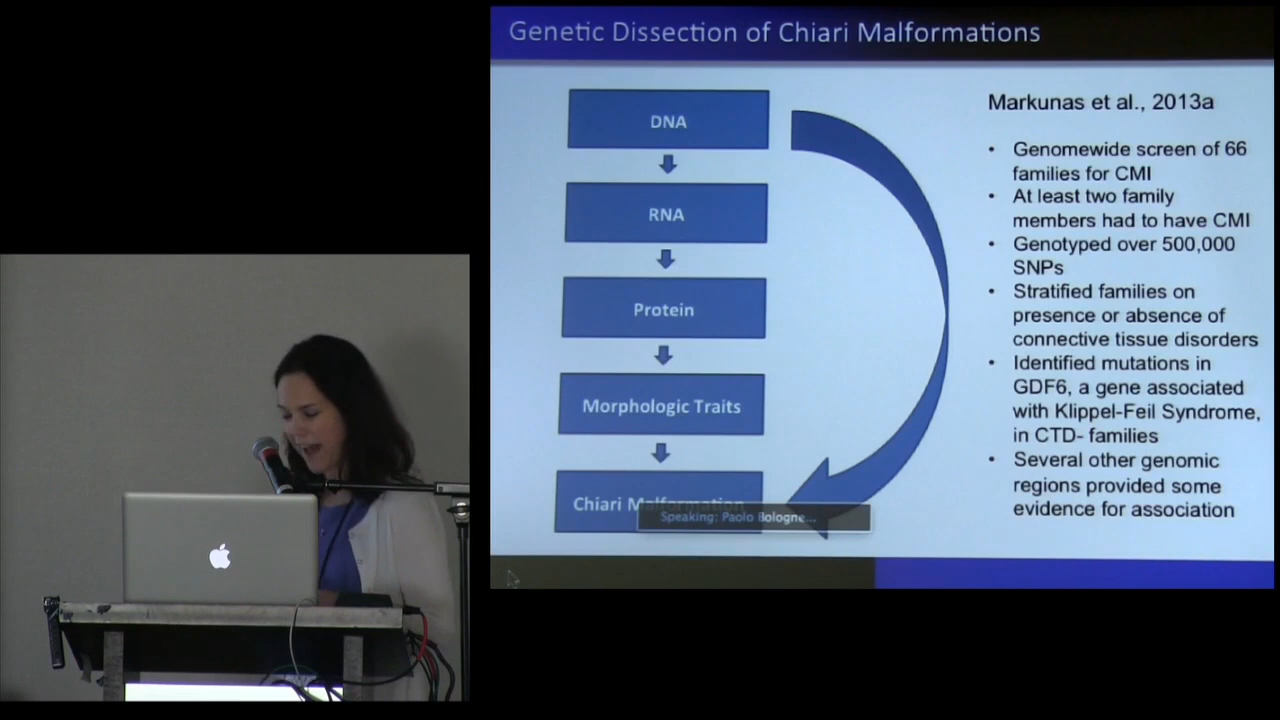 Genetic Dissection of Chiari Malformations
DNA
RNA
Protein
Morphologic Traits
Chiari Malformation
Speaking: Paolo Bologne...
Markunas et al., 2013a
• Genomewide screen of 66
families for CMI
• At least two family
members had to have CMI
• Genotyped over 500,000
SNPs
• Stratified families on
presence or absence of
connective tissue disorders
• Identified mutations in
GDF6, a gene associated
with Klippel-Feil Syndrome,
in CTD- families
• Several other genomic
regions provided some
evidence for association